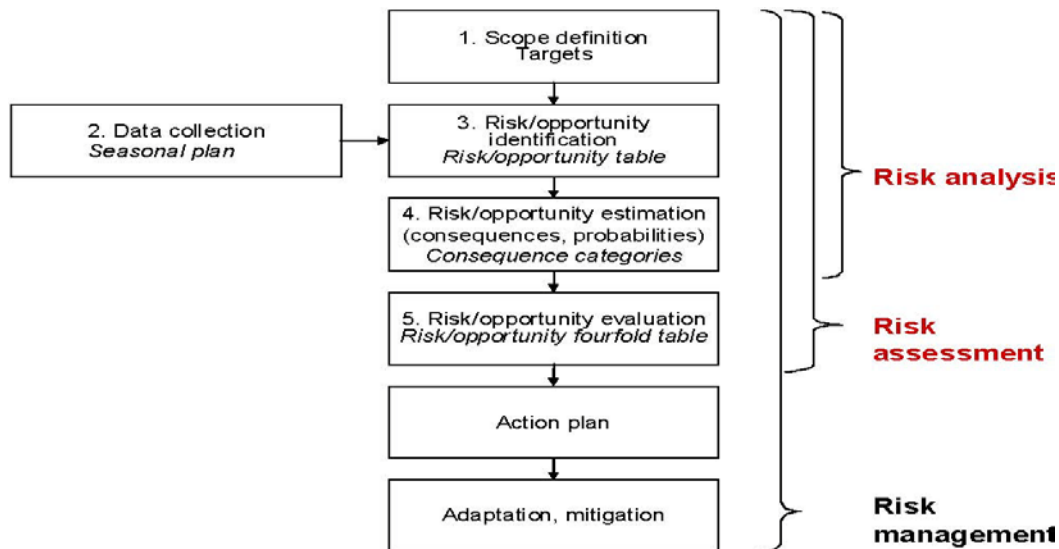 1. Scope definition
Targets
2. Data collection
Seasonal plan
3. Risk/opportunity
identification
Risk/opportunity table
4. Risk/opportunity estimation
(consequences, probabilities)
Consequence categories
5. Risk/opportunity evaluation
Risk/opportunity fourfold table
Action plan
Adaptation, mitigation
Risk analysis
Risk
assessment
Risk
management